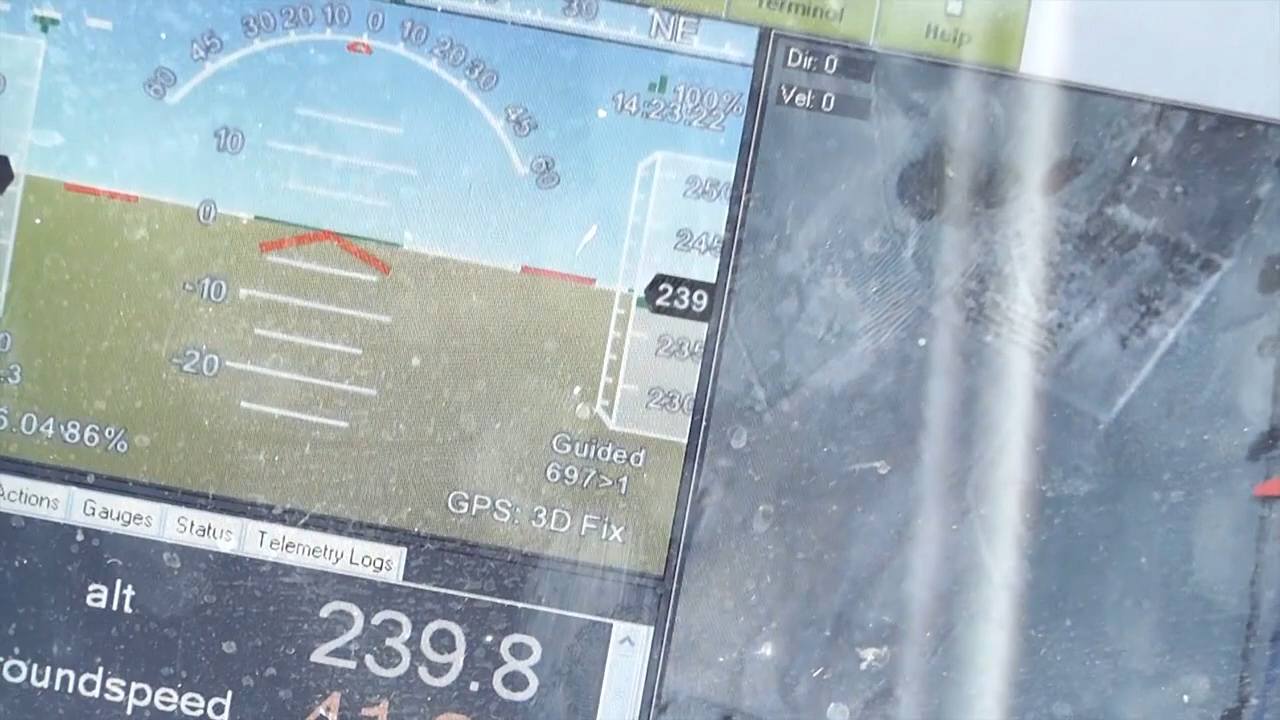 30
NE
Terminal
Help
60 45 30 20 10 0 10 20 30 45 60
Dir: 0
Vel: 0
100%
14:23:22
10
0
-10
-20
250
245
239
235
230
86%
Guided
697>1
GPS: 3D Fix
Actions Gauges Status Telemetry Logs
alt
239.8
roundspeed